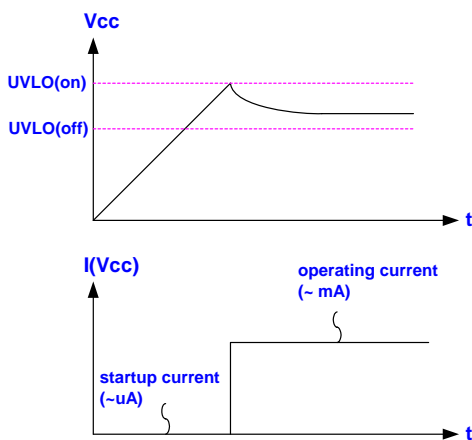 Vcc
UVLO(on)
UVLO(off)
t
I(Vcc)
operating current
(~ mA)
startup current
(~uA)
t